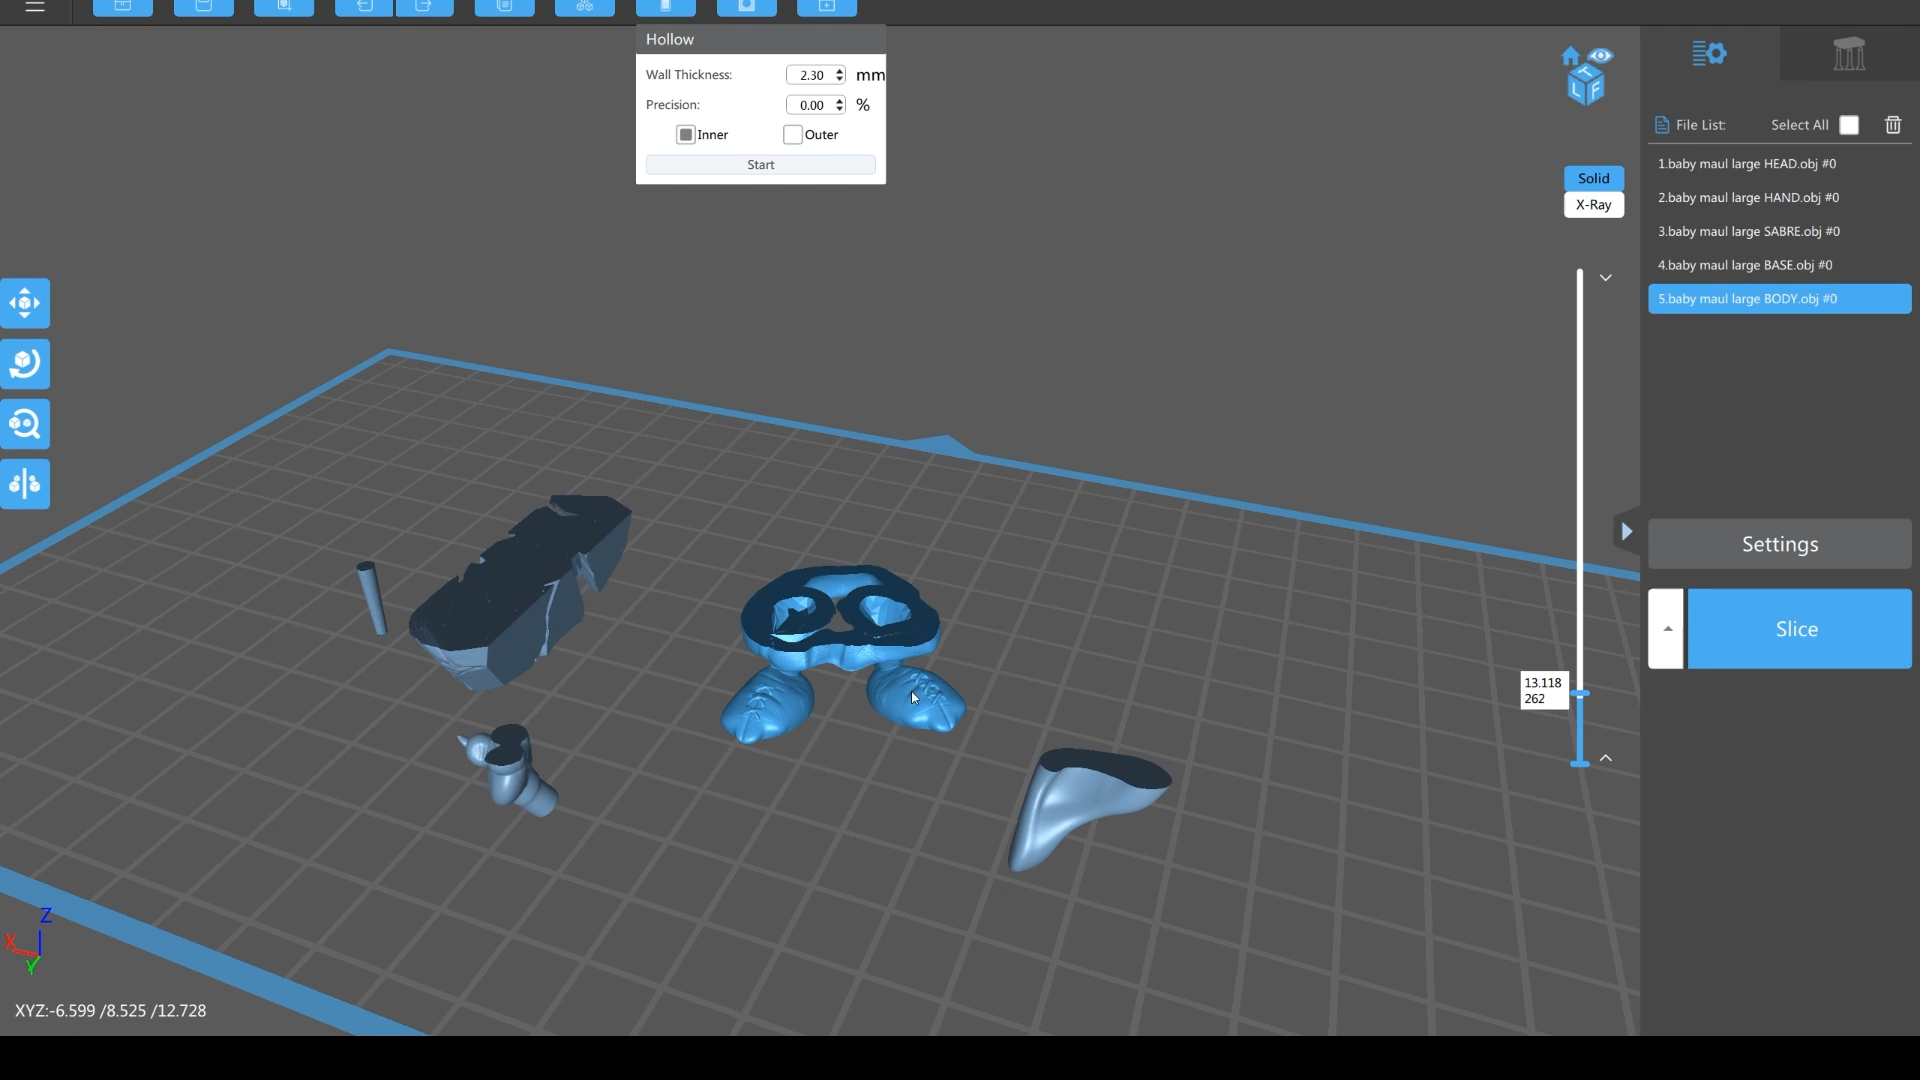 Hollow
Wall Thickness: 2.30 mm
Precision: 0.00 %
Inner Outer
Start
T
L F
Solid
X-Ray
File List: Select All
1.baby maul large HEAD.obj #0
2.baby maul large HAND.obj #0
3.baby maul large SABRE.obj #0
4.baby maul large BASE.obj #0
5.baby maul large BODY.obj #0
Settings
Slice
13.118
262
Z
X
Y
XYZ:-6.599 /8.525 /12.728